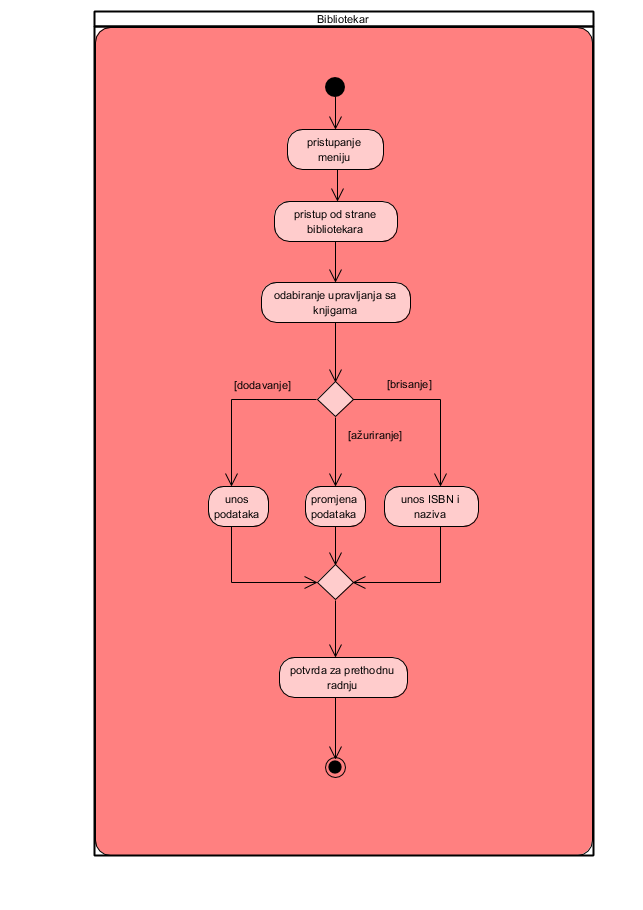 Bibliotekar
pristupanje
meniju
pristup od strane
bibliotekara
odabiranje upravljanja sa
knjigama
[dodavanje]
[brisanje]
[ažuriranje]
unos
podataka
promjena
podataka
unos ISBN i
naziva
potvrda za prethodnu
radnju